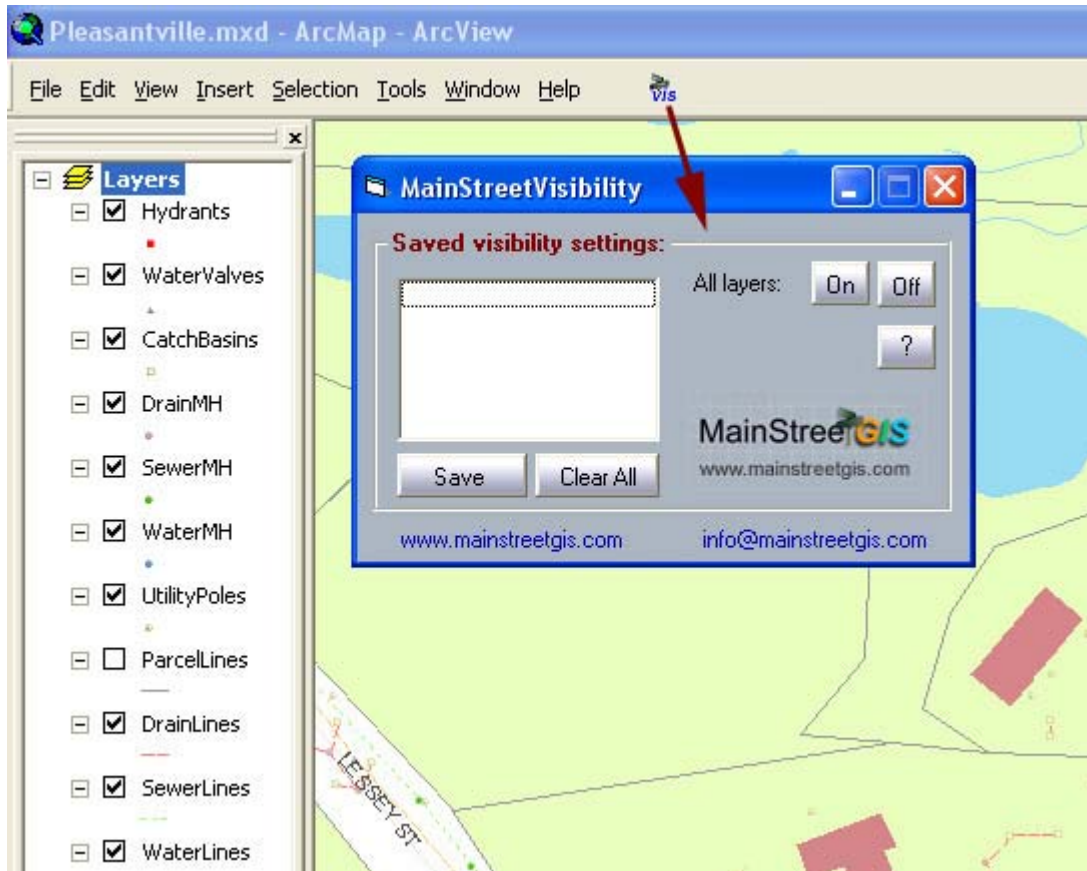 Pleasantville.mxd - ArcMap - ArcView
File Edit View Insert Selection Tools Window Help
vis
Layers
Hydrants
WaterValves
CatchBasins
DrainMH
SewerMH
WaterMH
UtilityPoles
ParcelLines
DrainLines
SewerLines
WaterLines
MainStreetVisibility
Saved visibility settings:
All layers: On Off
?
Save Clear All
MainStreetGIS
www.mainstreetgis.com
www.mainstreetgis.com info@mainstreetgis.com
LESSEY ST